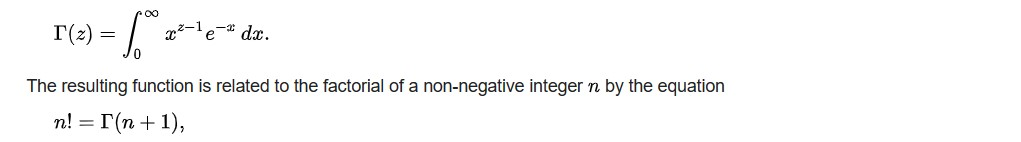 Γ(z) = ∫₀^∞ x^{z−1} e^{−x} dx.
The resulting function is related to the factorial of a non-negative integer n by the equation
n! = Γ(n + 1),